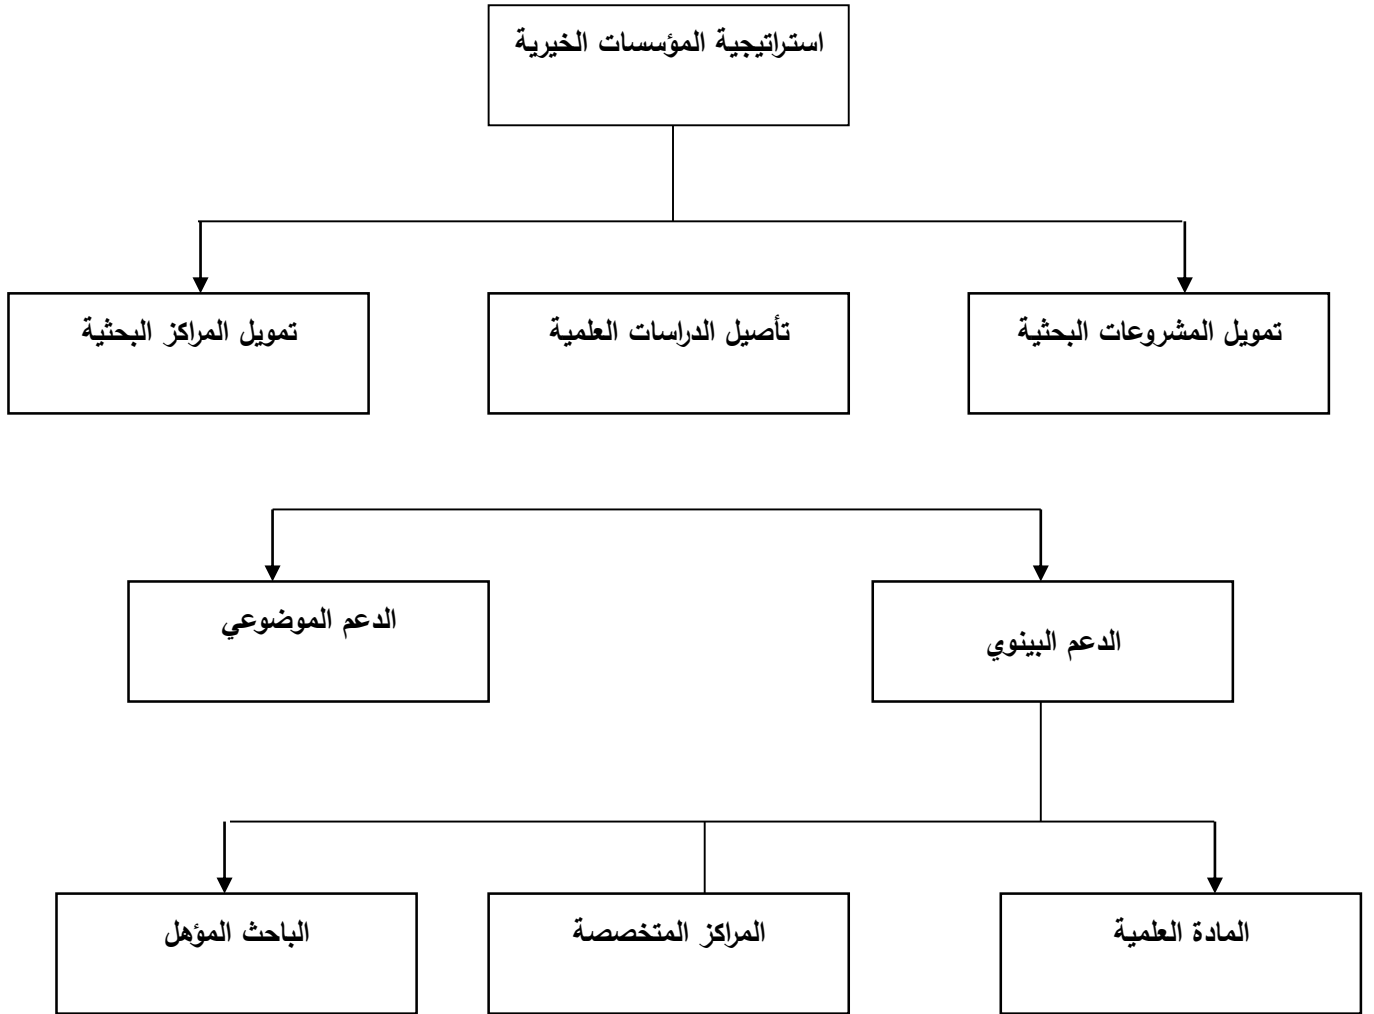 استراتيجية المؤسسات الخيرية
تمويل المشروعات البحثية
تأصيل الدراسات العلمية
تمويل المراكز البحثية
الدعم البينوي
الدعم الموضوعي
المادة العلمية
المراكز المتخصصة
الباحث المؤهل